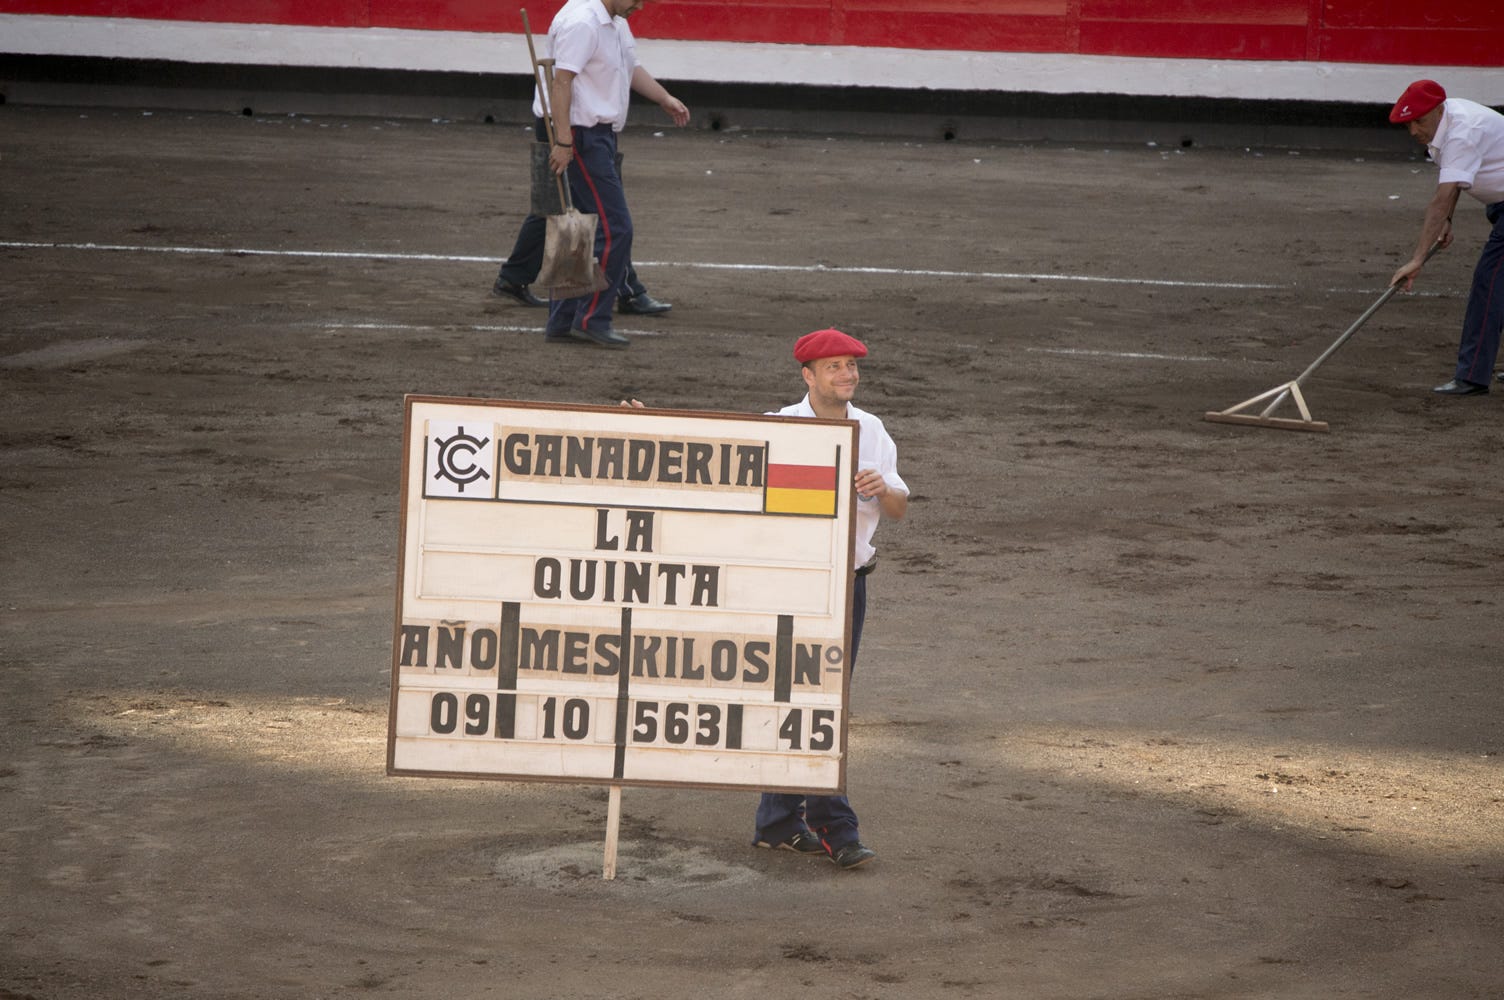 GANADERIA
LA
QUINTA
AÑO MES KILOS Nº
09 10 563 45